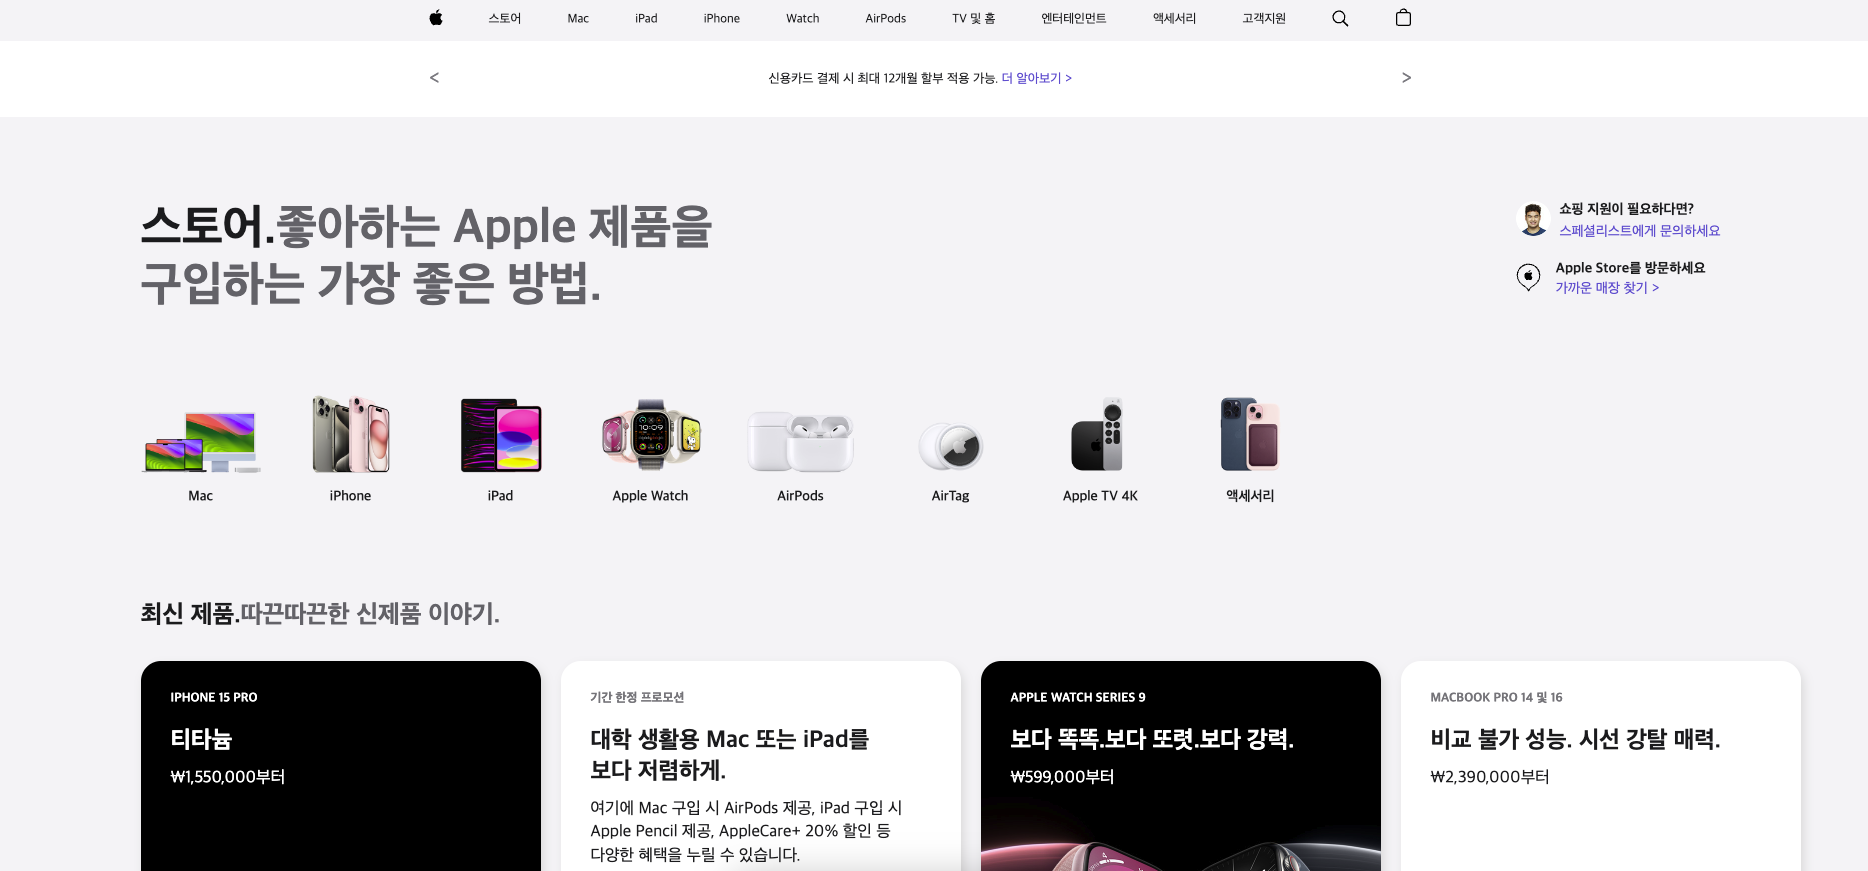 스토어 Mac iPad iPhone Watch AirPods TV 및 홈 엔터테인먼트 액세서리 고객지원
< 신용카드 결제 시 최대 12개월 할부 적용 가능. 더 알아보기 > >
스토어.좋아하는 Apple 제품을
구입하는 가장 좋은 방법.
쇼핑 지원이 필요하다면?
스페셜리스트에게 문의하세요
Apple Store를 방문하세요
가까운 매장 찾기 >
10:09
Mac iPhone iPad Apple Watch AirPods AirTag Apple TV 4K 액세서리
최신 제품.따끈따끈한 신제품 이야기.
IPHONE 15 PRO
티타늄
₩1,550,000부터
기간 한정 프로모션
대학 생활용 Mac 또는 iPad를
보다 저렴하게.
여기에 Mac 구입 시 AirPods 제공, iPad 구입 시
Apple Pencil 제공, AppleCare+ 20% 할인 등
다양한 혜택을 누릴 수 있습니다.
APPLE WATCH SERIES 9
보다 똑똑.보다 또렷.보다 강력.
₩599,000부터
MACBOOK PRO 14 및 16
비교 불가 성능. 시선 강탈 매력.
₩2,390,000부터